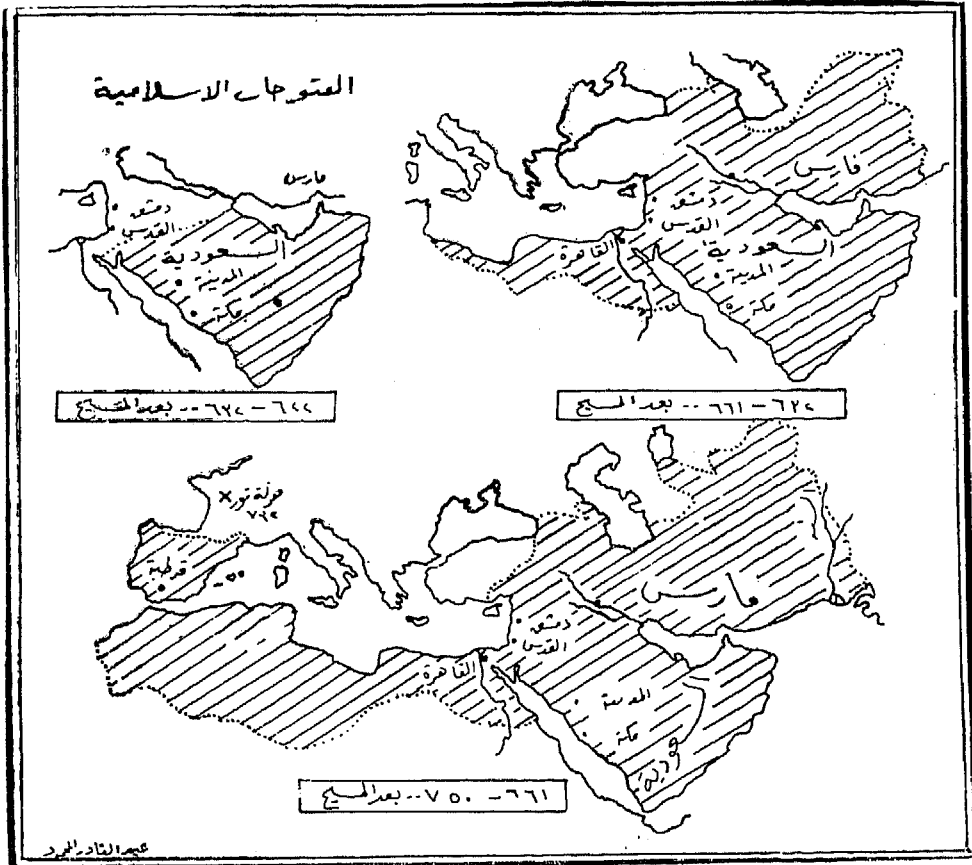 الفتوحات الاسلامية
فارس
دمشق
القدس
السعودية
المدينة
مكة
٦٢٢ - ٦٣٢ -- بعد المسيح
فارس
دمشق
القدس
القاهرة
السعودية
المدينة
مكة
٦٣٢ - ٦٦١ -- بعد المسيح
تور X
٧٣٢
قرطبة
فارس
دمشق
القدس
القاهرة
المدينة
مكة
٦٦١ - ٧٥٠ -- بعد المسيح
عبد القادر